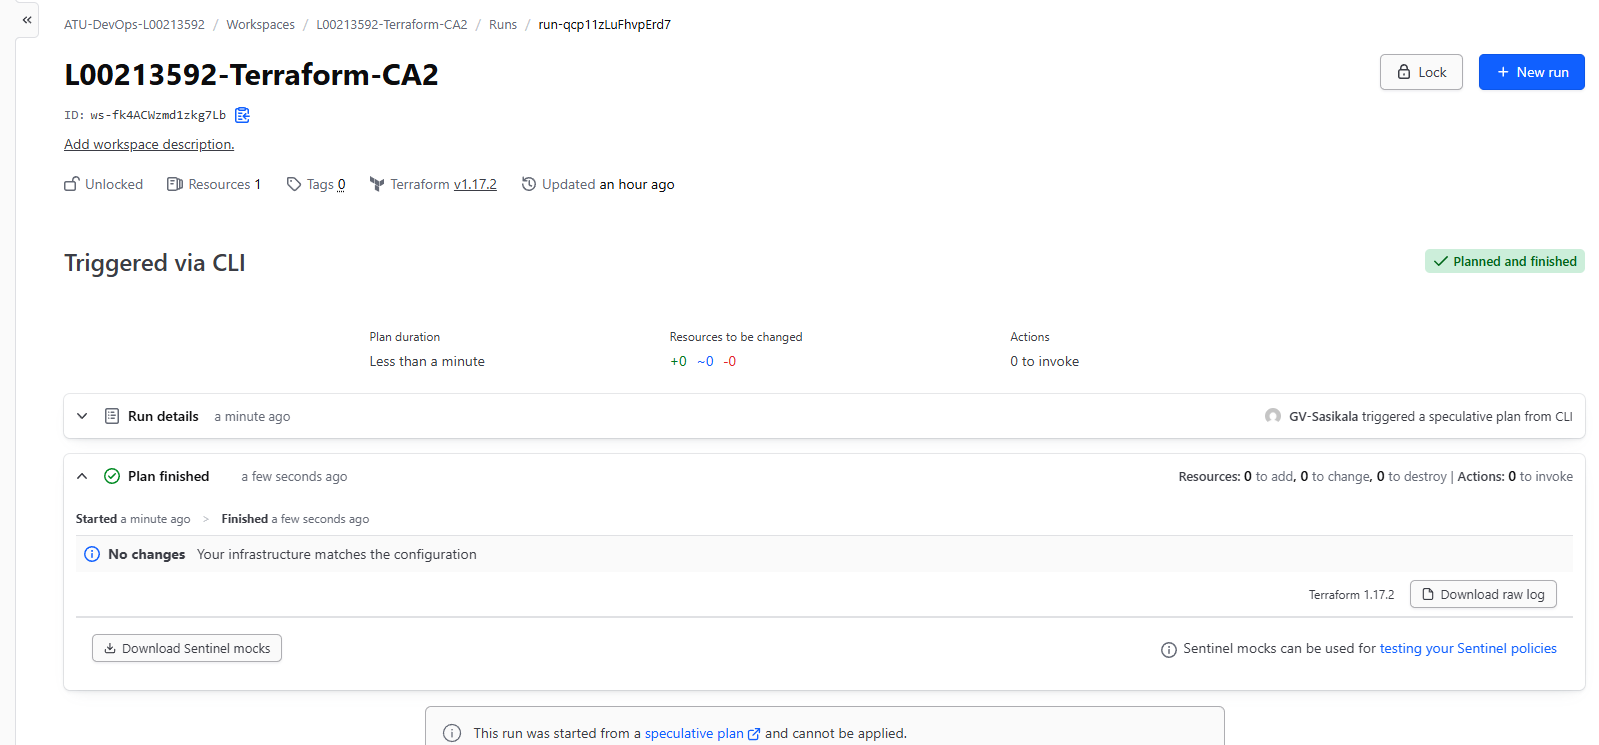 ATU-DevOps-L00213592 / Workspaces / L00213592-Terraform-CA2 / Runs / run-qcp11zLuFhvpErd7
L00213592-Terraform-CA2
Lock
+ New run
ID: ws-fk4ACWzmd1zkg7Lb
Add workspace description.
Unlocked Resources 1 Tags 0 Terraform v1.17.2 Updated an hour ago
Triggered via CLI
Planned and finished
Plan duration Resources to be changed Actions
Less than a minute +0 ~0 -0 0 to invoke
Run details a minute ago GV-Sasikala triggered a speculative plan from CLI
Plan finished a few seconds ago Resources: 0 to add, 0 to change, 0 to destroy | Actions: 0 to invoke
Started a minute ago > Finished a few seconds ago
No changes Your infrastructure matches the configuration
Terraform 1.17.2 Download raw log
Download Sentinel mocks Sentinel mocks can be used for testing your Sentinel policies
This run was started from a speculative plan and cannot be applied.